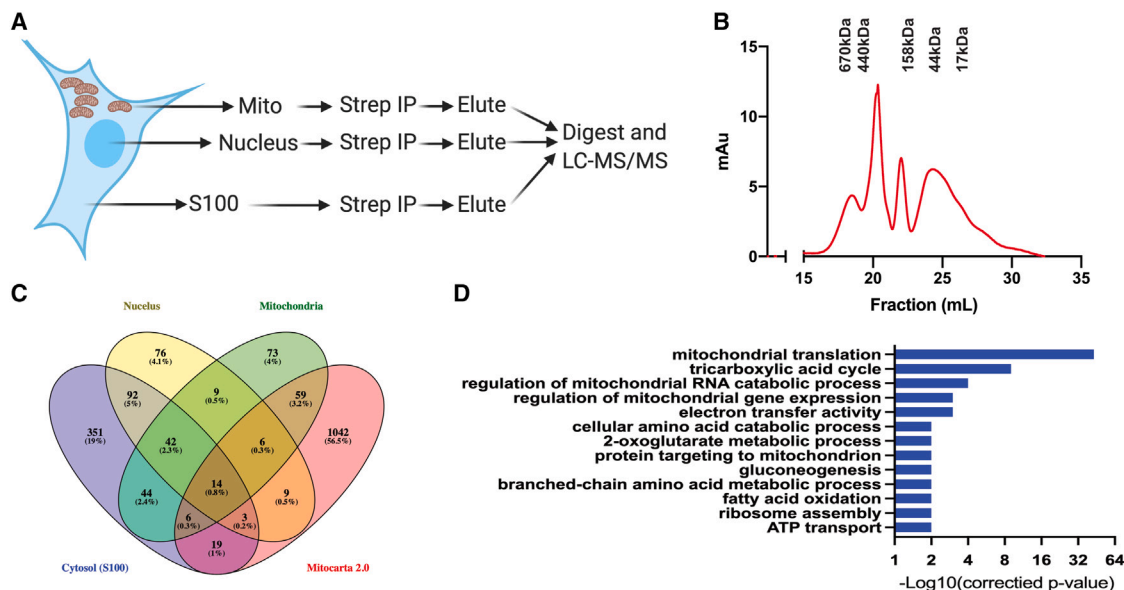 A
Mito
Strep IP
Elute
Nucleus
Strep IP
Elute
S100
Strep IP
Elute
Digest and
LC-MS/MS
B
670kDa
440kDa
158kDa
44kDa
17kDa
15
10
5
0
mAu
15
20
25
30
35
Fraction (mL)
C
Nucelus
Mitochondria
76
(4.1%)
73
(4%)
92
(5%)
9
(0.5%)
59
(3.2%)
351
(19%)
42
(2.3%)
6
(0.3%)
1042
(56.5%)
44
(2.4%)
14
(0.8%)
9
(0.5%)
6
(0.3%)
3
(0.2%)
19
(1%)
Cytosol (S100)
Mitocarta 2.0
D
mitochondrial translation
tricarboxylic acid cycle
regulation of mitochondrial RNA catabolic process
regulation of mitochondrial gene expression
electron transfer activity
cellular amino acid catabolic process
2-oxoglutarate metabolic process
protein targeting to mitochondrion
gluconeogenesis
branched-chain amino acid metabolic process
fatty acid oxidation
ribosome assembly
ATP transport
1
2
4
8
16
32
64
-Log10(correctied p-value)